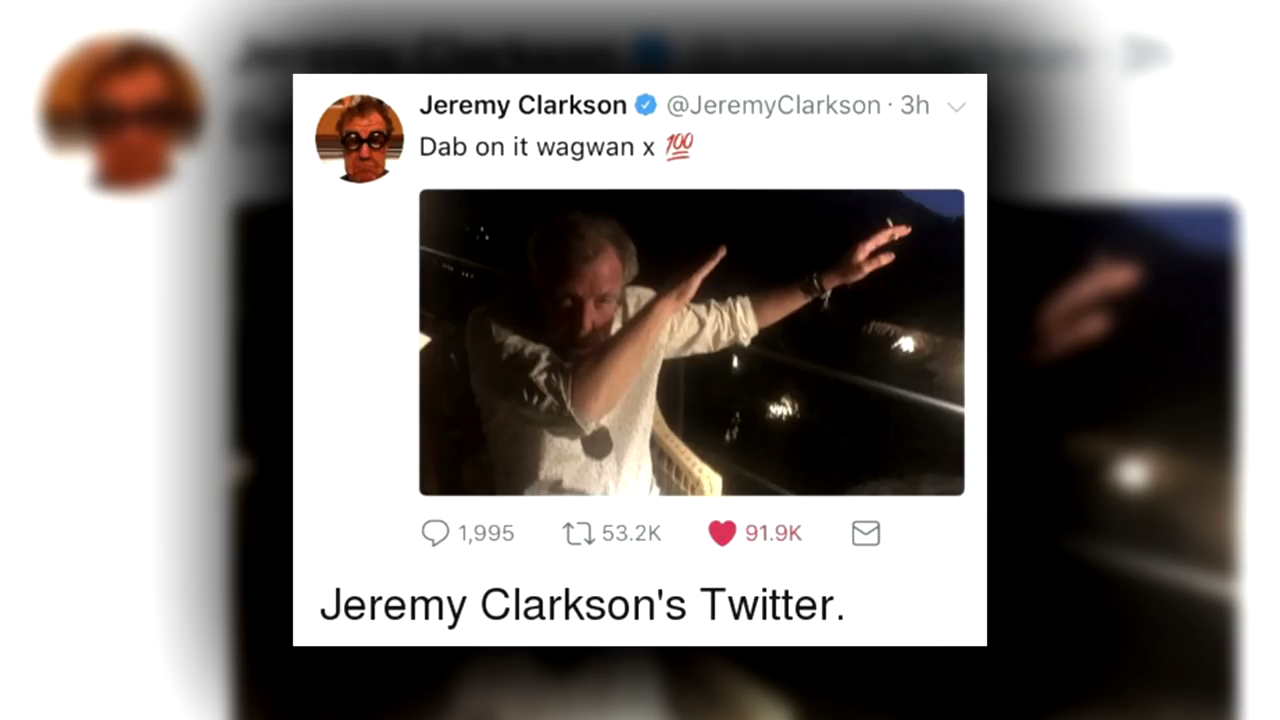 Jeremy Clarkson @JeremyClarkson · 3h
Dab on it wagwan x 💯
1,995 53.2K 91.9K
Jeremy Clarkson's Twitter.